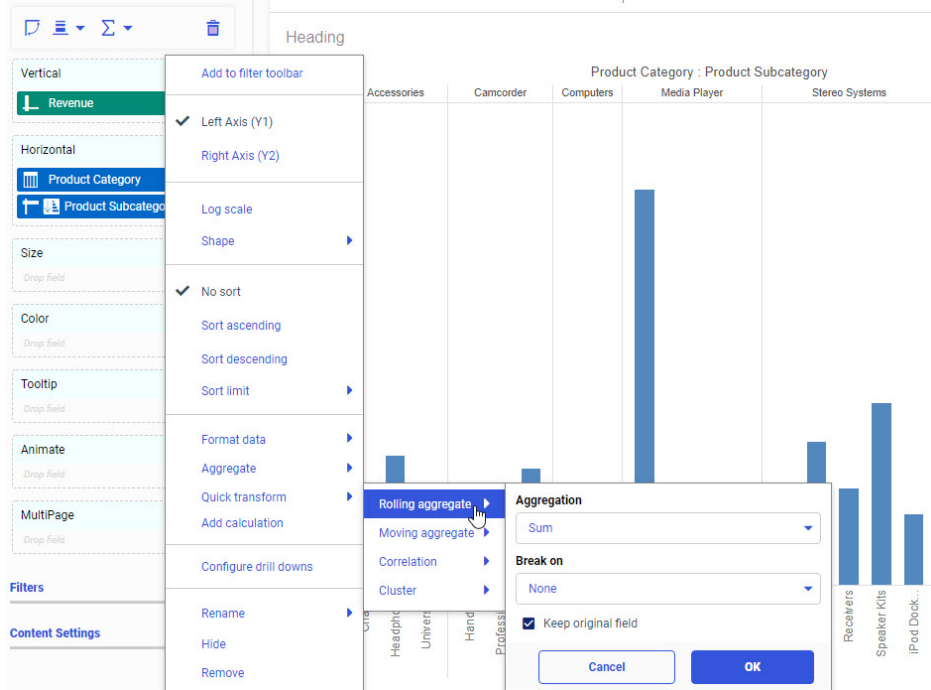 Heading
Vertical
Revenue
Horizontal
Product Category
Product Subcatego
Size
Drop field
Color
Drop field
Tooltip
Drop field
Animate
Drop field
MultiPage
Drop field
Filters
Content Settings
Add to filter toolbar
Left Axis (Y1)
Right Axis (Y2)
Log scale
Shape
No sort
Sort ascending
Sort descending
Sort limit
Format data
Aggregate
Quick transform
Add calculation
Configure drill downs
Rename
Hide
Remove
Rolling aggregate
Moving aggregate
Correlation
Cluster
Aggregation
Sum
Break on
None
Keep original field
Cancel
OK
Product Category : Product Subcategory
Accessories Camcorder Computers Media Player Stereo Systems
Headpho
Univers
Hand
Professi
Receivers
Speaker Kits
iPod Dock...